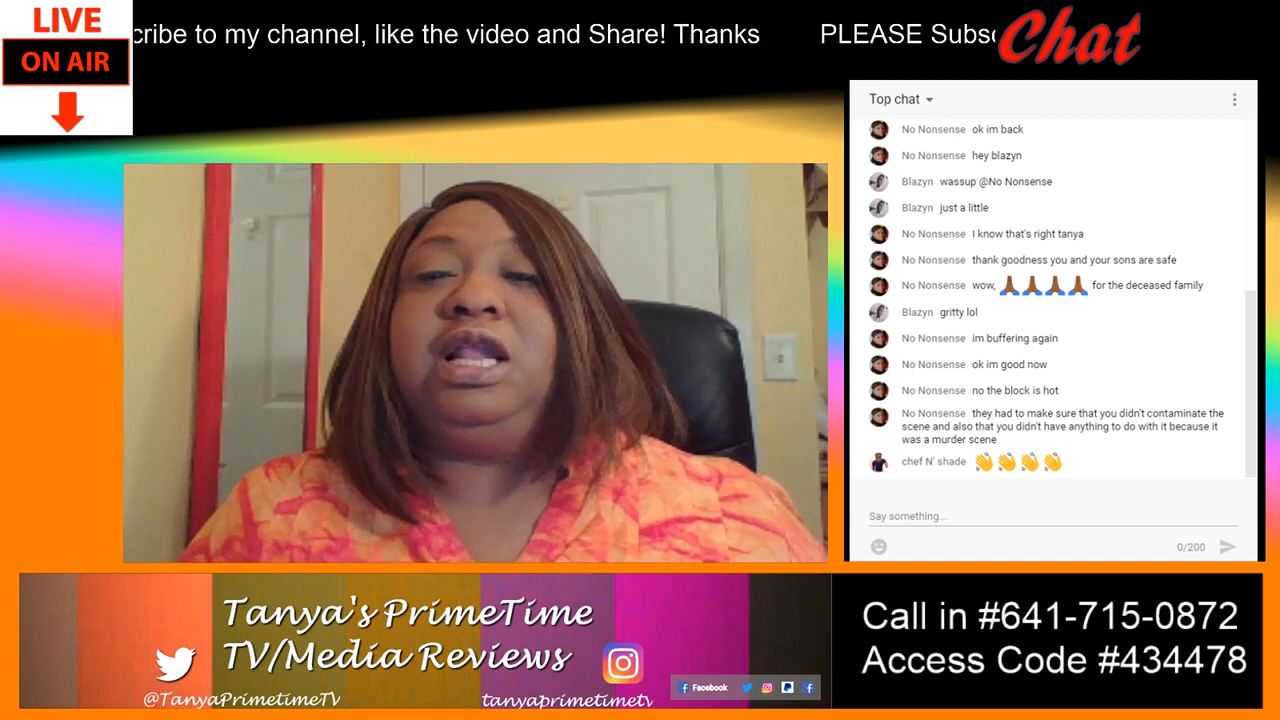 LIVE
ON AIR
cribe to my channel, like the video and Share! Thanks
PLEASE Subsc
Chat
Top chat
No Nonsense ok im back
No Nonsense hey blazyn
Blazyn wassup @No Nonsense
Blazyn just a little
No Nonsense I know that's right tanya
No Nonsense thank goodness you and your sons are safe
No Nonsense wow, 🙏🏾🙏🏾🙏🏾🙏🏾 for the deceased family
Blazyn gritty lol
No Nonsense im buffering again
No Nonsense ok im good now
No Nonsense no the block is hot
No Nonsense they had to make sure that you didn't contaminate the
scene and also that you didn't have anything to do with it because it
was a murder scene
chef N' shade 👏👏👏👏
Say something...
0/200
Tanya's PrimeTime
TV/Media Reviews
@TanyaPrimetimeTV
tanyaprimetimetv
Facebook
Call in #641-715-0872
Access Code #434478